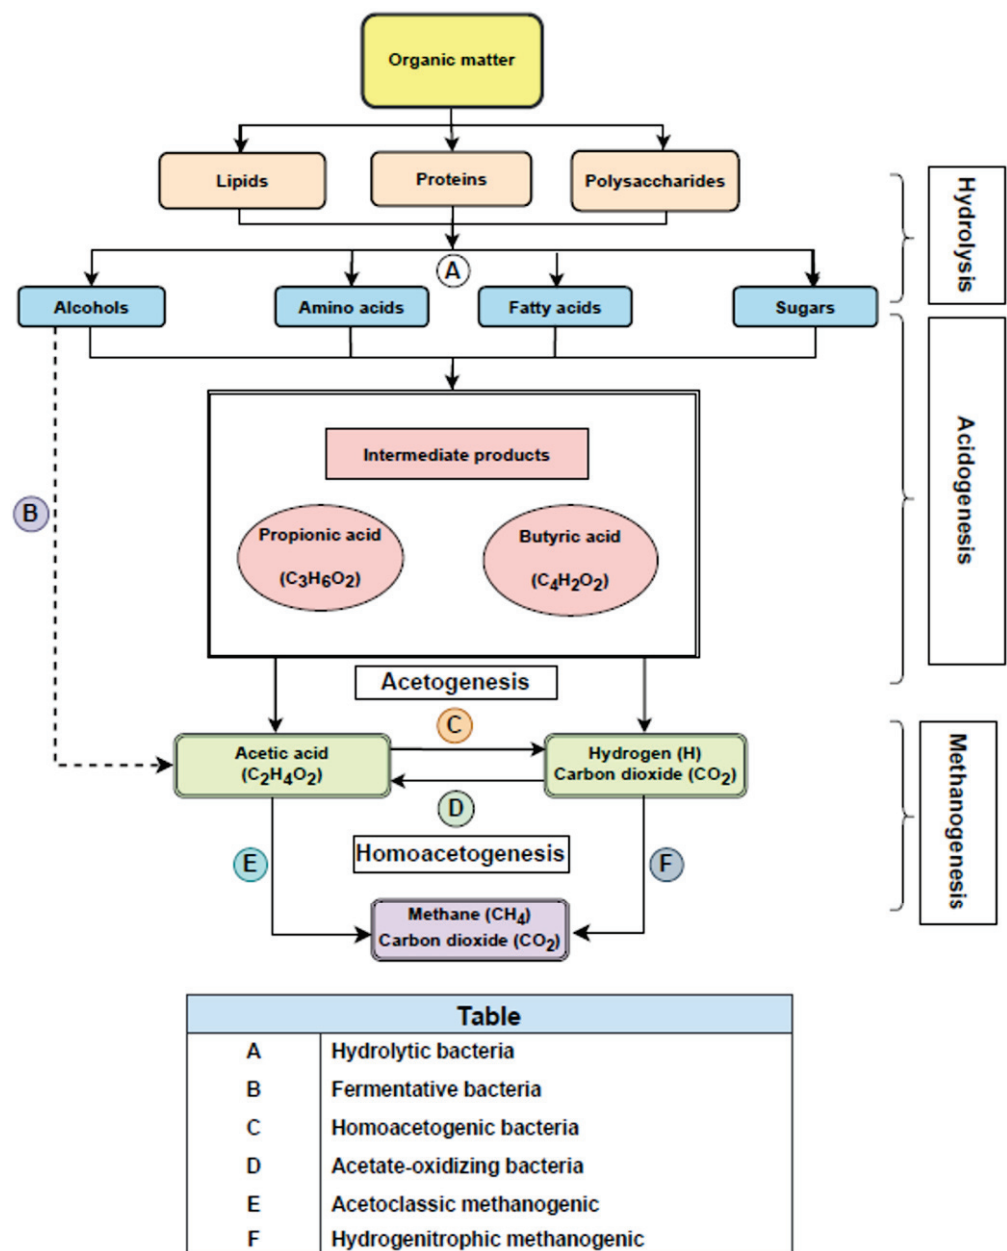 Organic matter
Lipids
Proteins
Polysaccharides
Hydrolysis
A
Alcohols
Amino acids
Fatty acids
Sugars
Acidogenesis
Intermediate products
B
Propionic acid
(C3H6O2)
Butyric acid
(C4H2O2)
Acetogenesis
C
Acetic acid
(C2H4O2)
Hydrogen (H)
Carbon dioxide (CO2)
D
Methanogenesis
E
Homoacetogenesis
F
Methane (CH4)
Carbon dioxide (CO2)
Table
A Hydrolytic bacteria
B Fermentative bacteria
C Homoacetogenic bacteria
D Acetate-oxidizing bacteria
E Acetoclassic methanogenic
F Hydrogenitrophic methanogenic